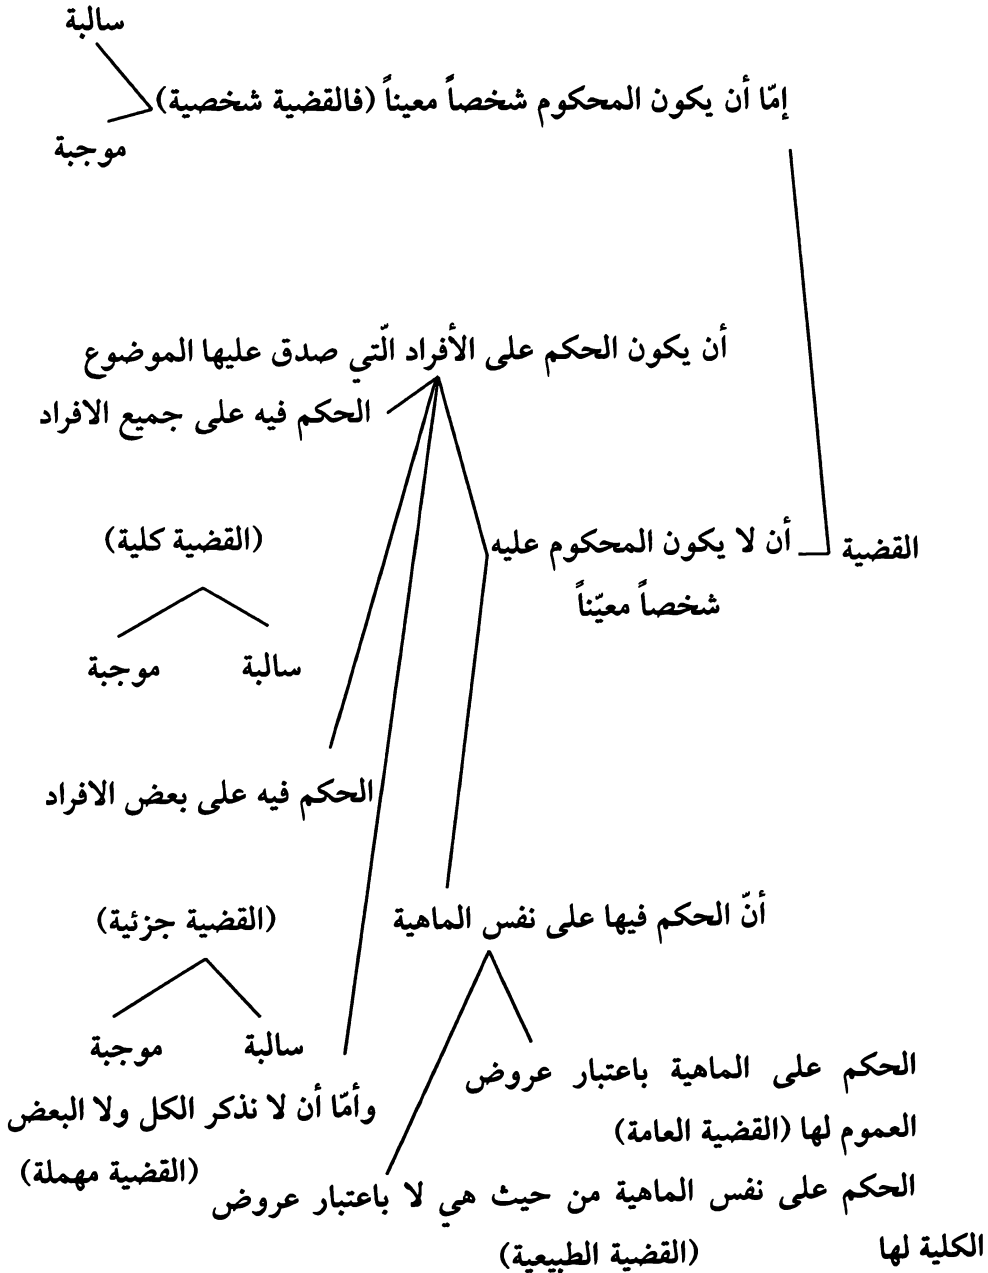 سالبة
إمّا أن يكون المحكوم شخصاً معيناً (فالقضية شخصية)
موجبة
أن يكون الحكم على الأفراد الّتي صدق عليها الموضوع
الحكم فيه على جميع الافراد
(القضية كلية)
القضية
أن لا يكون المحكوم عليه
شخصاً معيّناً
سالبة
موجبة
الحكم فيه على بعض الافراد
أنّ الحكم فيها على نفس الماهية
(القضية جزئية)
سالبة
موجبة
الحكم على الماهية باعتبار عروض
العموم لها (القضية العامة)
وأمّا أن لا نذكر الكل ولا البعض
(القضية مهملة)
الحكم على نفس الماهية من حيث هي لا باعتبار عروض
الكلية لها (القضية الطبيعية)